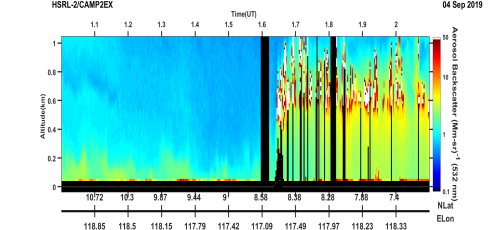 HSRL-2/CAMP2EX 04 Sep 2019
Time(UT)
1.1 1.2 1.3 1.4 1.5 1.6 1.7 1.8 1.9 2
Altitude(km)
1
0.8
0.6
0.4
0.2
0
50
10
1
0.1
Aerosol Backscatter (Mm-sr)⁻¹ (532 nm)
10.72 10.3 9.87 9.44 9 8.58 8.38 8.28 7.87 7.4
NLat
ELon
118.85 118.5 118.15 117.79 117.42 117.09 117.49 117.98 118.23 118.33